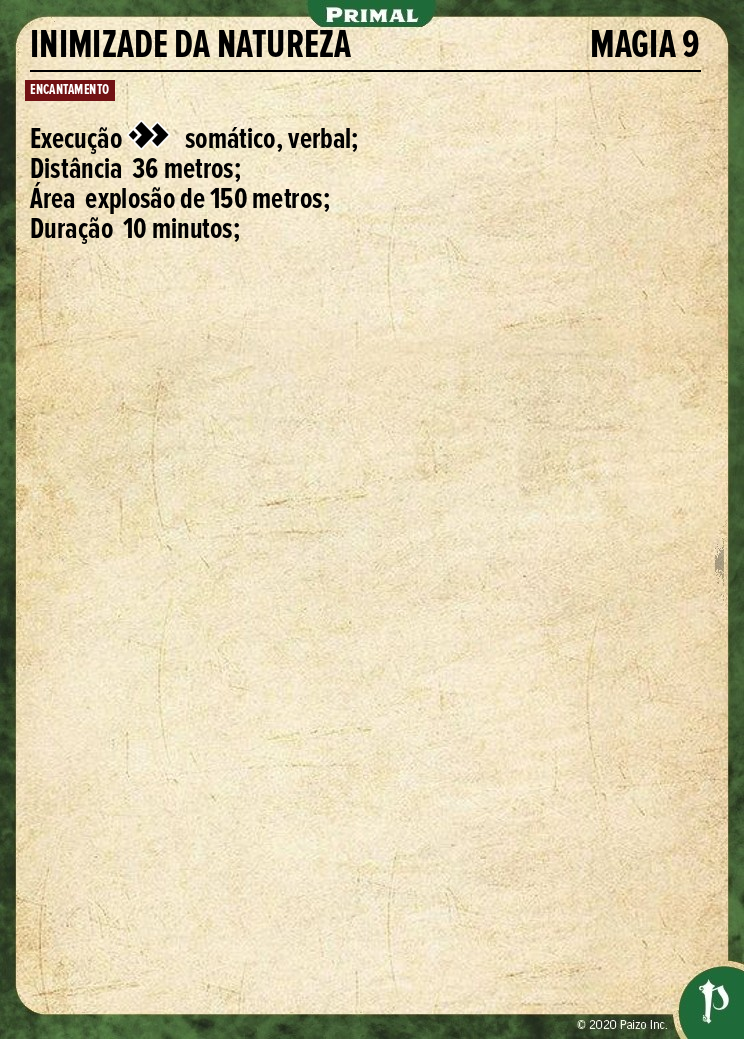 PRIMAL
INIMIZADE DA NATUREZA MAGIA 9
ENCANTAMENTO
Execução somático, verbal;
Distância 36 metros;
Área explosão de 150 metros;
Duração 10 minutos;
© 2020 Paizo Inc.